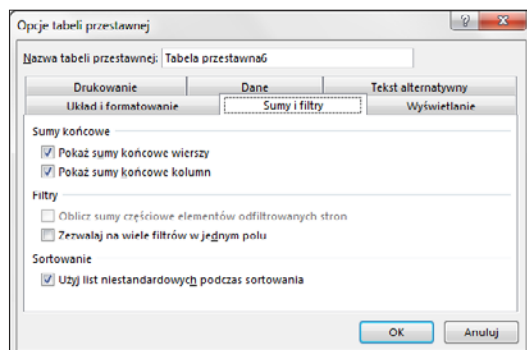 Opcje tabeli przestawnej
Nazwa tabeli przestawnej: Tabela przestawna6
Drukowanie Dane Tekst alternatywny
Układ i formatowanie Sumy i filtry Wyświetlanie
Sumy końcowe
Pokaż sumy końcowe wierszy
Pokaż sumy końcowe kolumn
Filtry
Oblicz sumy częściowe elementów odfiltrowanych stron
Zezwalaj na wiele filtrów w jednym polu
Sortowanie
Użyj list niestandardowych podczas sortowania
OK Anuluj